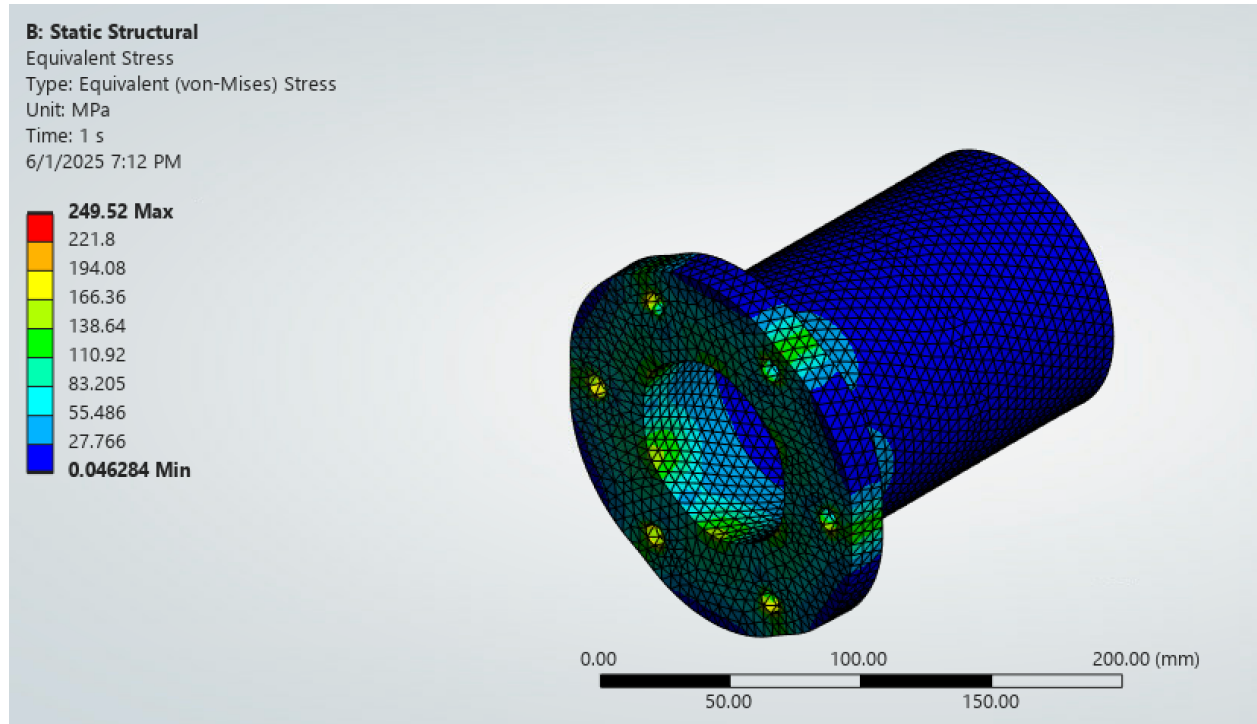 B: Static Structural
Equivalent Stress
Type: Equivalent (von-Mises) Stress
Unit: MPa
Time: 1 s
6/1/2025 7:12 PM
249.52 Max
221.8
194.08
166.36
138.64
110.92
83.205
55.486
27.766
0.046284 Min
0.00 100.00 200.00 (mm)
50.00 150.00